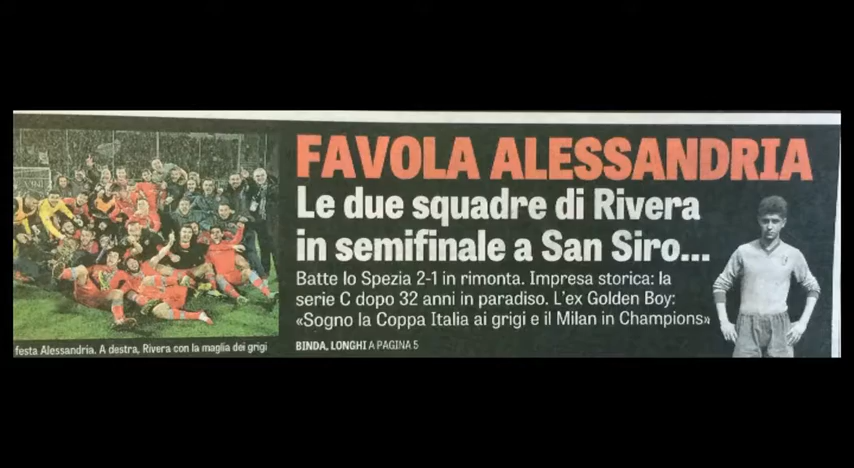 FAVOLA ALESSANDRIA
Le due squadre di Rivera
in semifinale a San Siro...
Batte lo Spezia 2-1 in rimonta. Impresa storica: la
serie C dopo 32 anni in paradiso. L'ex Golden Boy:
«Sogno la Coppa Italia ai grigi e il Milan in Champions»
BINDA, LONGHI A PAGINA 5
festa Alessandria. A destra, Rivera con la maglia dei grigi